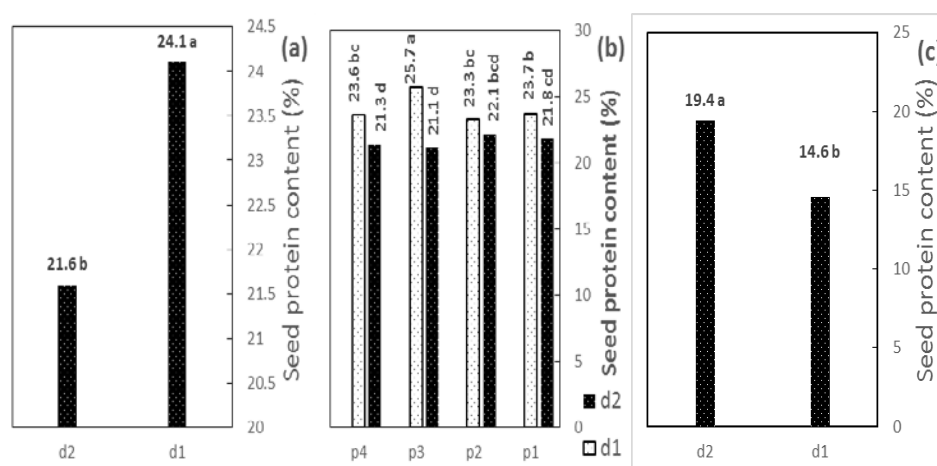 (a)
24.1 a
21.6 b
24.5
24
23.5
23
22.5
22
21.5
21
20.5
20
Seed protein content (%)
d2 d1
(b)
23.6 bc
21.3 d
25.7 a
21.1 d
23.3 bc
22.1 bcd
23.7 b
21.8 cd
30
25
20
15
10
5
0
Seed protein content (%)
p4 p3 p2 p1
d2
d1
(c)
19.4 a
14.6 b
25
20
15
10
5
0
Seed protein content (%)
d2 d1